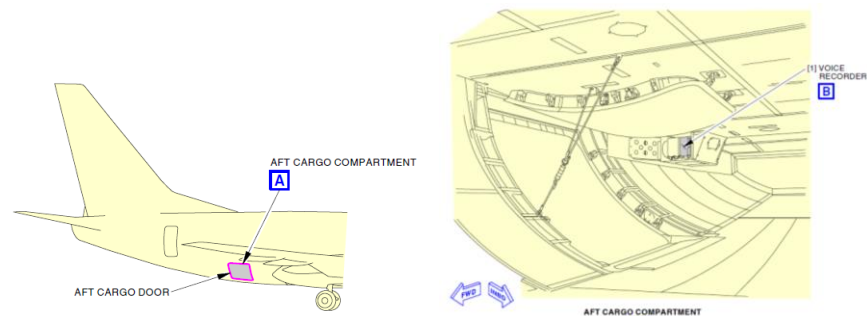 AFT CARGO COMPARTMENT
A
AFT CARGO DOOR
[1] VOICE
RECORDER
B
FWD
INBD
AFT CARGO COMPARTMENT